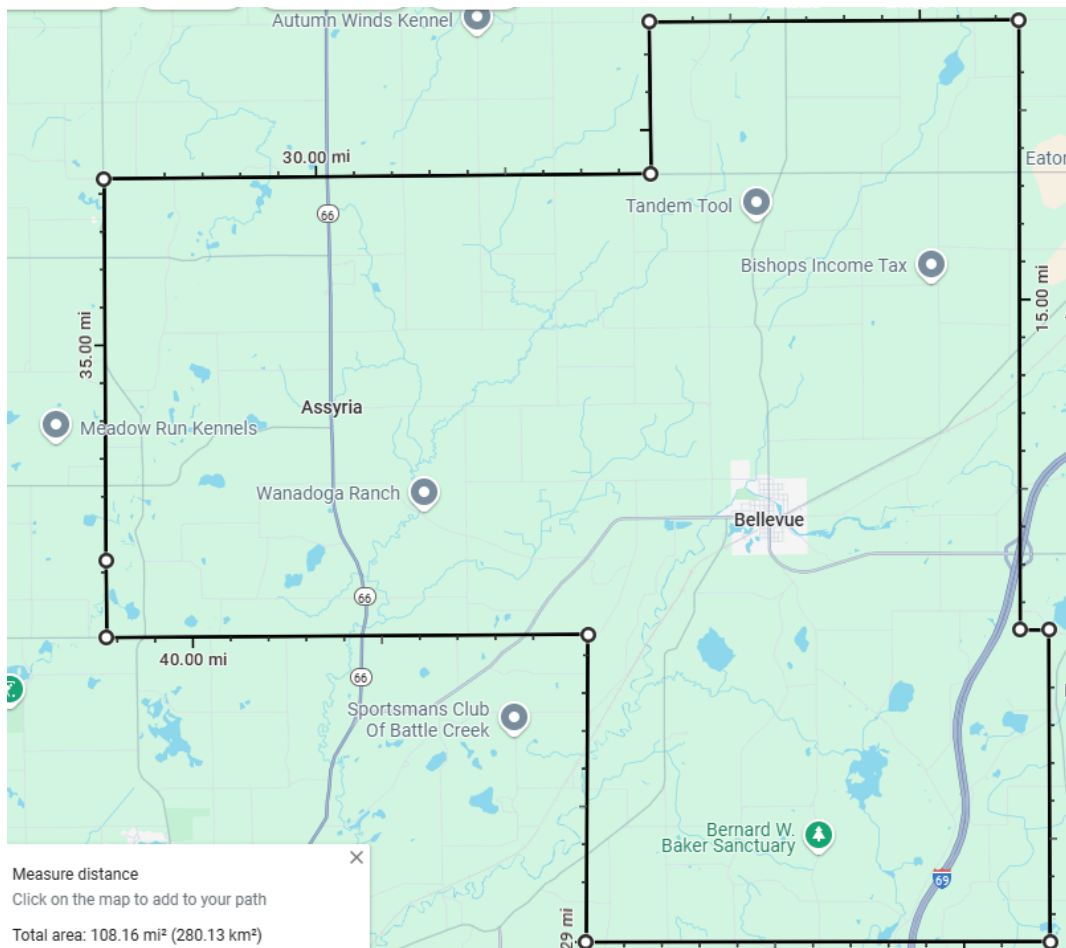 Autumn Winds Kennel
30.00 mi
66
Eaton
Tandem Tool
Bishops Income Tax
15.00 mi
35.00 mi
Assyria
Meadow Run Kennels
Wanadoga Ranch
Bellevue
66
40.00 mi
66
Sportsmans Club
Of Battle Creek
Bernard W.
Baker Sanctuary
69
29 mi
Measure distance
Click on the map to add to your path
Total area: 108.16 mi² (280.13 km²)